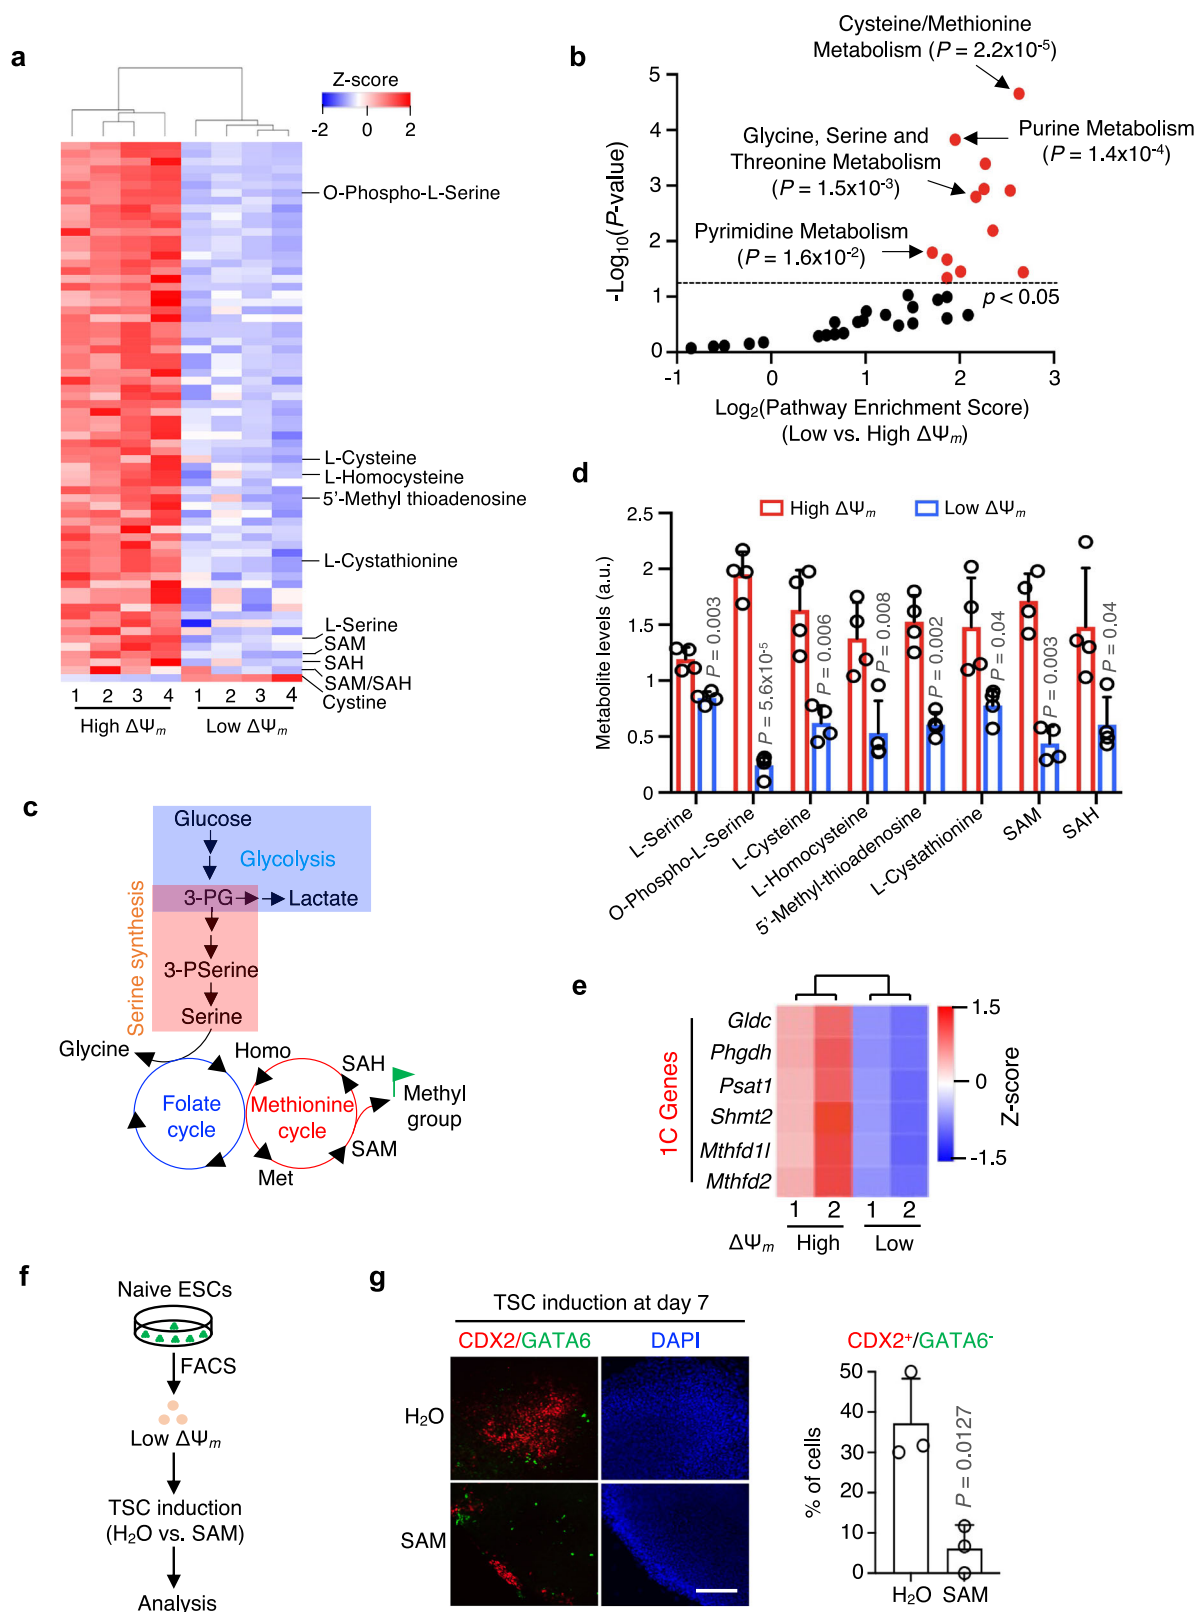 a
Z-score
-2 0 2
O-Phospho-L-Serine
L-Cysteine
L-Homocysteine
5'-Methyl thioadenosine
L-Cystathionine
L-Serine
SAM
SAH
SAM/SAH
Cystine
1 2 3 4 1 2 3 4
High ΔΨm Low ΔΨm
b
Cysteine/Methionine
Metabolism (P = 2.2x10-5)
Purine Metabolism
(P = 1.4x10-4)
Glycine, Serine and
Threonine Metabolism
(P = 1.5x10-3)
Pyrimidine Metabolism
(P = 1.6x10-2)
p < 0.05
-Log10(P-value)
5
4
3
2
1
0
-1 0 1 2 3
Log2(Pathway Enrichment Score)
(Low vs. High ΔΨm)
c
Glucose
Glycolysis
3-PG
Lactate
Serine synthesis
3-PSerine
Serine
Glycine
Homo
SAH
Folate
cycle
Methionine
cycle
Methyl
group
SAM
Met
d
High ΔΨm Low ΔΨm
Metabolite levels (a.u.)
2.5
2
1.5
1
0.5
0
P = 0.003
P = 5.6x10-5
P = 0.006
P = 0.008
P = 0.002
P = 0.04
P = 0.003
P = 0.04
L-Serine
O-Phospho-L-Serine
L-Cysteine
L-Homocysteine
5'-Methyl-thioadenosine
L-Cystathionine
SAM
SAH
e
1C Genes
Gldc
Phgdh
Psat1
Shmt2
Mthfd1l
Mthfd2
1.5
0
-1.5
Z-score
1 2 1 2
ΔΨm High Low
f
Naive ESCs
FACS
Low ΔΨm
TSC induction
(H2O vs. SAM)
Analysis
g
TSC induction at day 7
CDX2/GATA6 DAPI
H2O
SAM
CDX2+/GATA6-
% of cells
50
40
30
20
10
0
P = 0.0127
H2O SAM